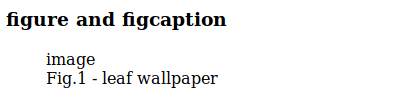 figure and figcaption
image
Fig.1 - leaf wallpaper